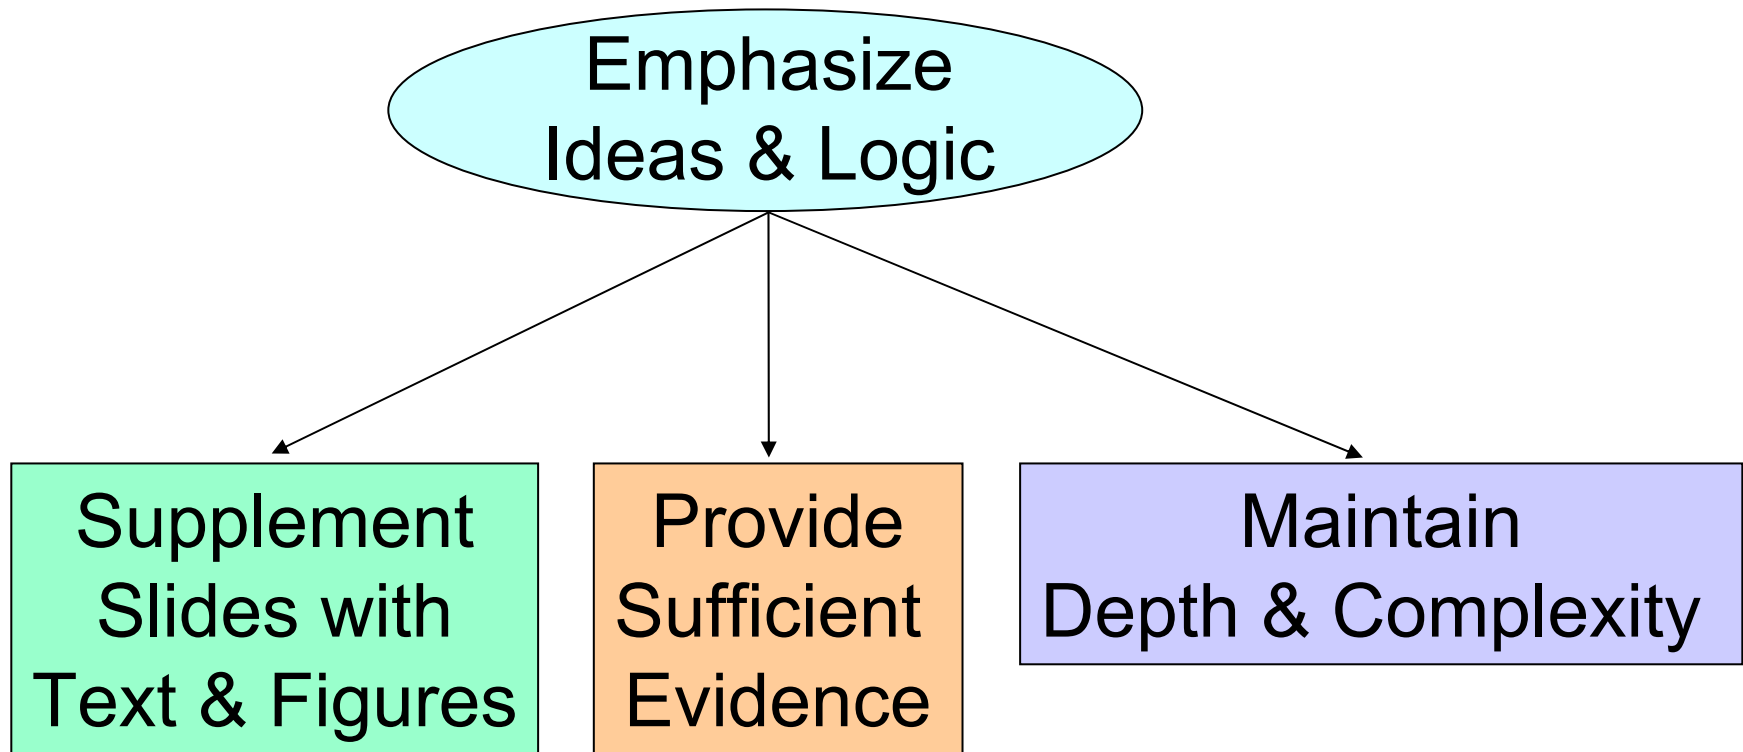 Emphasize
Ideas & Logic
Supplement
Slides with
Text & Figures
Provide
Sufficient
Evidence
Maintain
Depth & Complexity